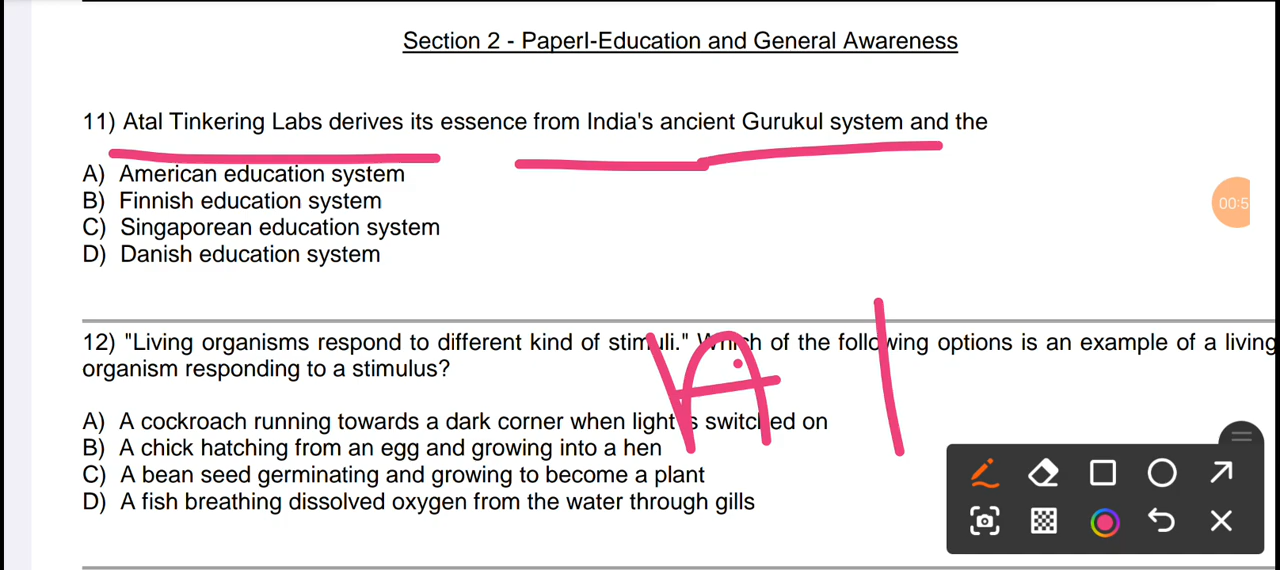 Section 2 - PaperI-Education and General Awareness
11) Atal Tinkering Labs derives its essence from India's ancient Gurukul system and the
A) American education system
B) Finnish education system
C) Singaporean education system
D) Danish education system
12) "Living organisms respond to different kind of stimuli." Which of the following options is an example of a living
organism responding to a stimulus?
A) A cockroach running towards a dark corner when light is switched on
B) A chick hatching from an egg and growing into a hen
C) A bean seed germinating and growing to become a plant
D) A fish breathing dissolved oxygen from the water through gills
00:5